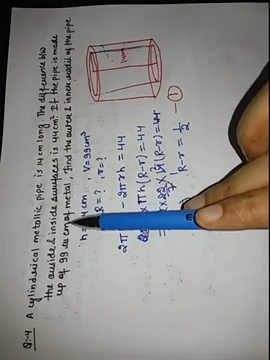 Q.4 A cylindrical metallic pipe is 14 cm long. The difference b/w
the outside & inside surfaces is 44 cm². If the pipe is made
up of 99 cu cm of metal, find the outer & inner radii of the pipe.
h = 14 cm, V = 99 cm³
R = ?, r = ?
- 2πrh = 44
πh(R-r) = 44
(R-r) = 44
R-r = 1/2 —①